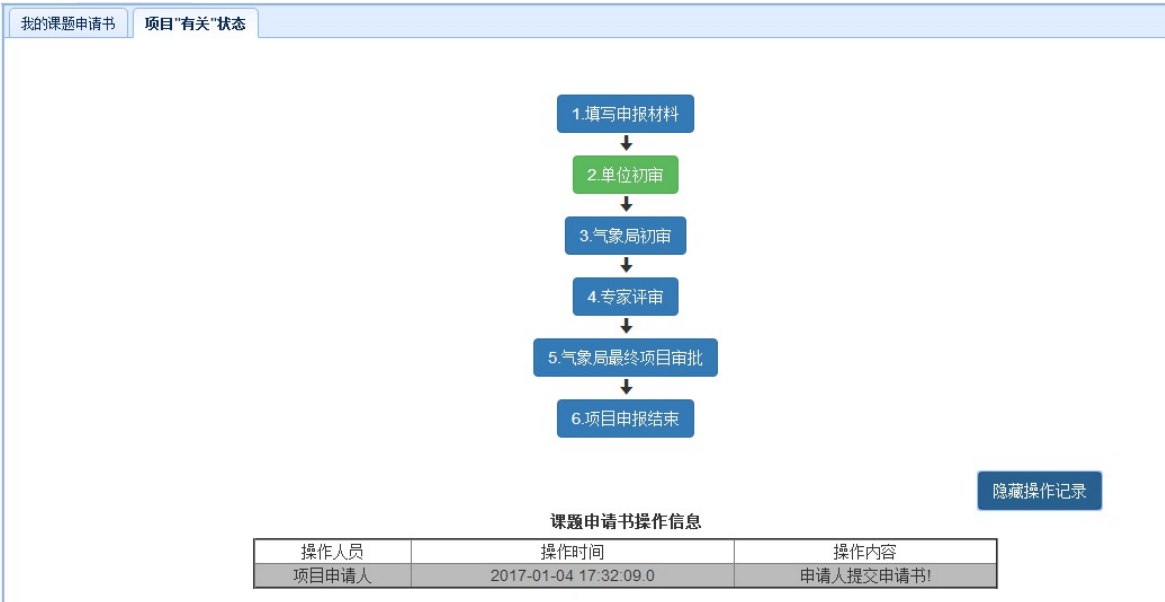 我的课题申请书 项目"有关"状态
1.填写申报材料
2.单位初审
3.气象局初审
4.专家评审
5.气象局最终项目审批
6.项目申报结束
隐藏操作记录
课题申请书操作信息
操作人员 操作时间 操作内容
项目申请人 2017-01-04 17:32:09.0 申请人提交申请书!